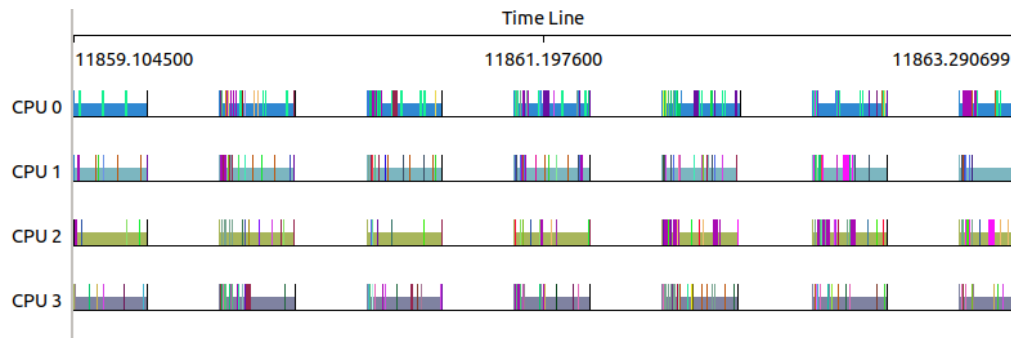 Time Line
11859.104500 11861.197600 11863.290699
CPU 0
CPU 1
CPU 2
CPU 3